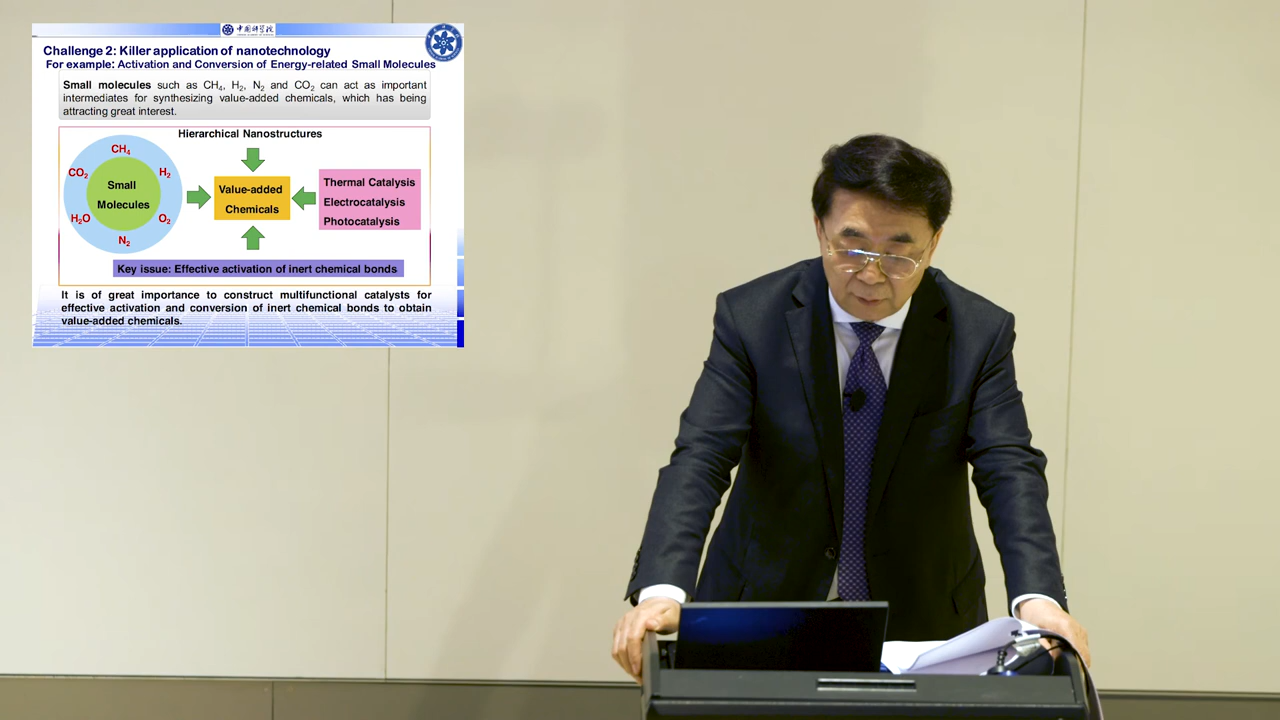 中国科学院
Challenge 2: Killer application of nanotechnology
For example: Activation and Conversion of Energy-related Small Molecules
Small molecules such as CH₄, H₂, N₂ and CO₂ can act as important
intermediates for synthesizing value-added chemicals, which has being
attracting great interest.
Hierarchical Nanostructures
CH₄
CO₂
H₂
Small
Molecules
H₂O
O₂
N₂
Value-added
Chemicals
Thermal Catalysis
Electrocatalysis
Photocatalysis
Key issue: Effective activation of inert chemical bonds
It is of great importance to construct multifunctional catalysts for
effective activation and conversion of inert chemical bonds to obtain
value-added chemicals.